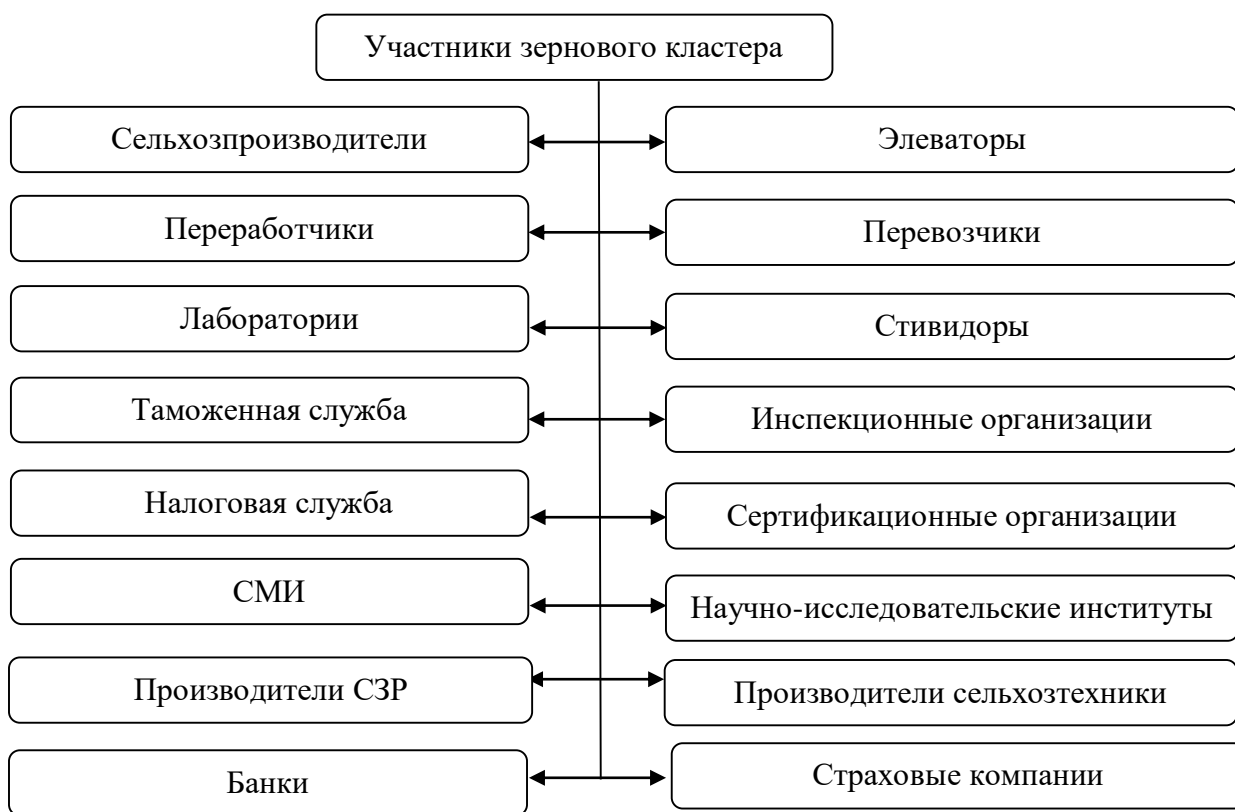 Участники зернового кластера
Сельхозпроизводители
Элеваторы
Переработчики
Перевозчики
Лаборатории
Стивидоры
Таможенная служба
Инспекционные организации
Налоговая служба
Сертификационные организации
СМИ
Научно-исследовательские институты
Производители СЗР
Производители сельхозтехники
Банки
Страховые компании